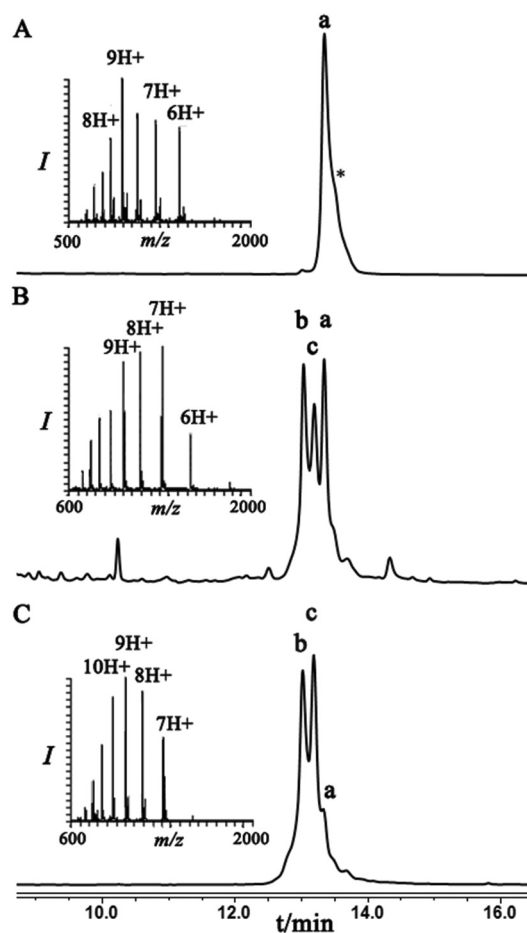 A
a
9H+
7H+
8H+
6H+
*
I
500
m/z
2000
B
7H+
b
a
8H+
c
9H+
6H+
I
600
m/z
2000
C
c
9H+
b
10H+
8H+
7H+
a
I
600
m/z
2000
10.0 12.0 14.0 16.0
t/min